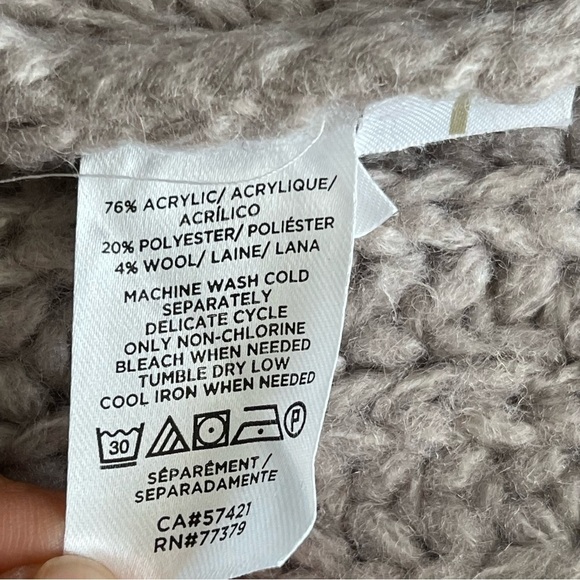 76% ACRYLIC/ ACRYLIQUE/
ACRÍLICO
20% POLYESTER/ POLIÉSTER
4% WOOL/ LAINE/ LANA
MACHINE WASH COLD
SEPARATELY
DELICATE CYCLE
ONLY NON-CHLORINE
BLEACH WHEN NEEDED
TUMBLE DRY LOW
COOL IRON WHEN NEEDED
30 P
SÉPARÉMENT/
SEPARADAMENTE
CA#57421
RN#77379